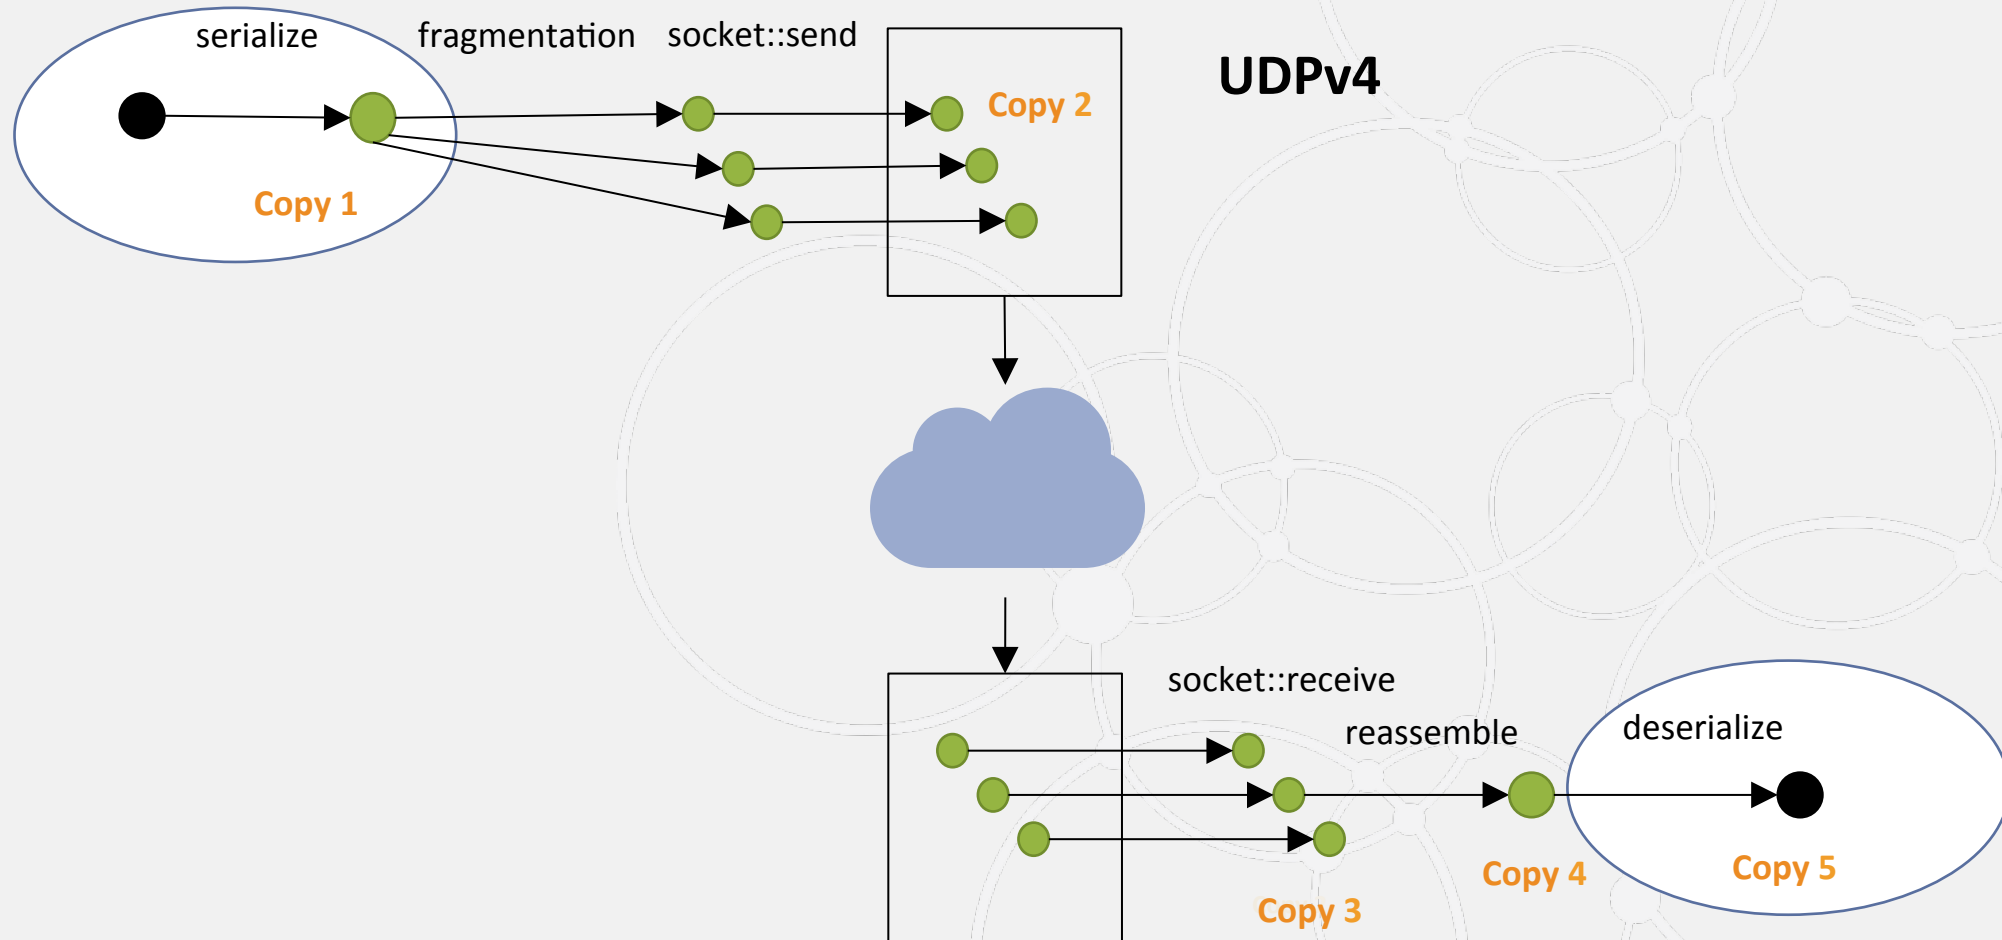 serialize
fragmentation
socket::send
UDPv4
Copy 2
Copy 1
socket::receive
reassemble
deserialize
Copy 4
Copy 5
Copy 3